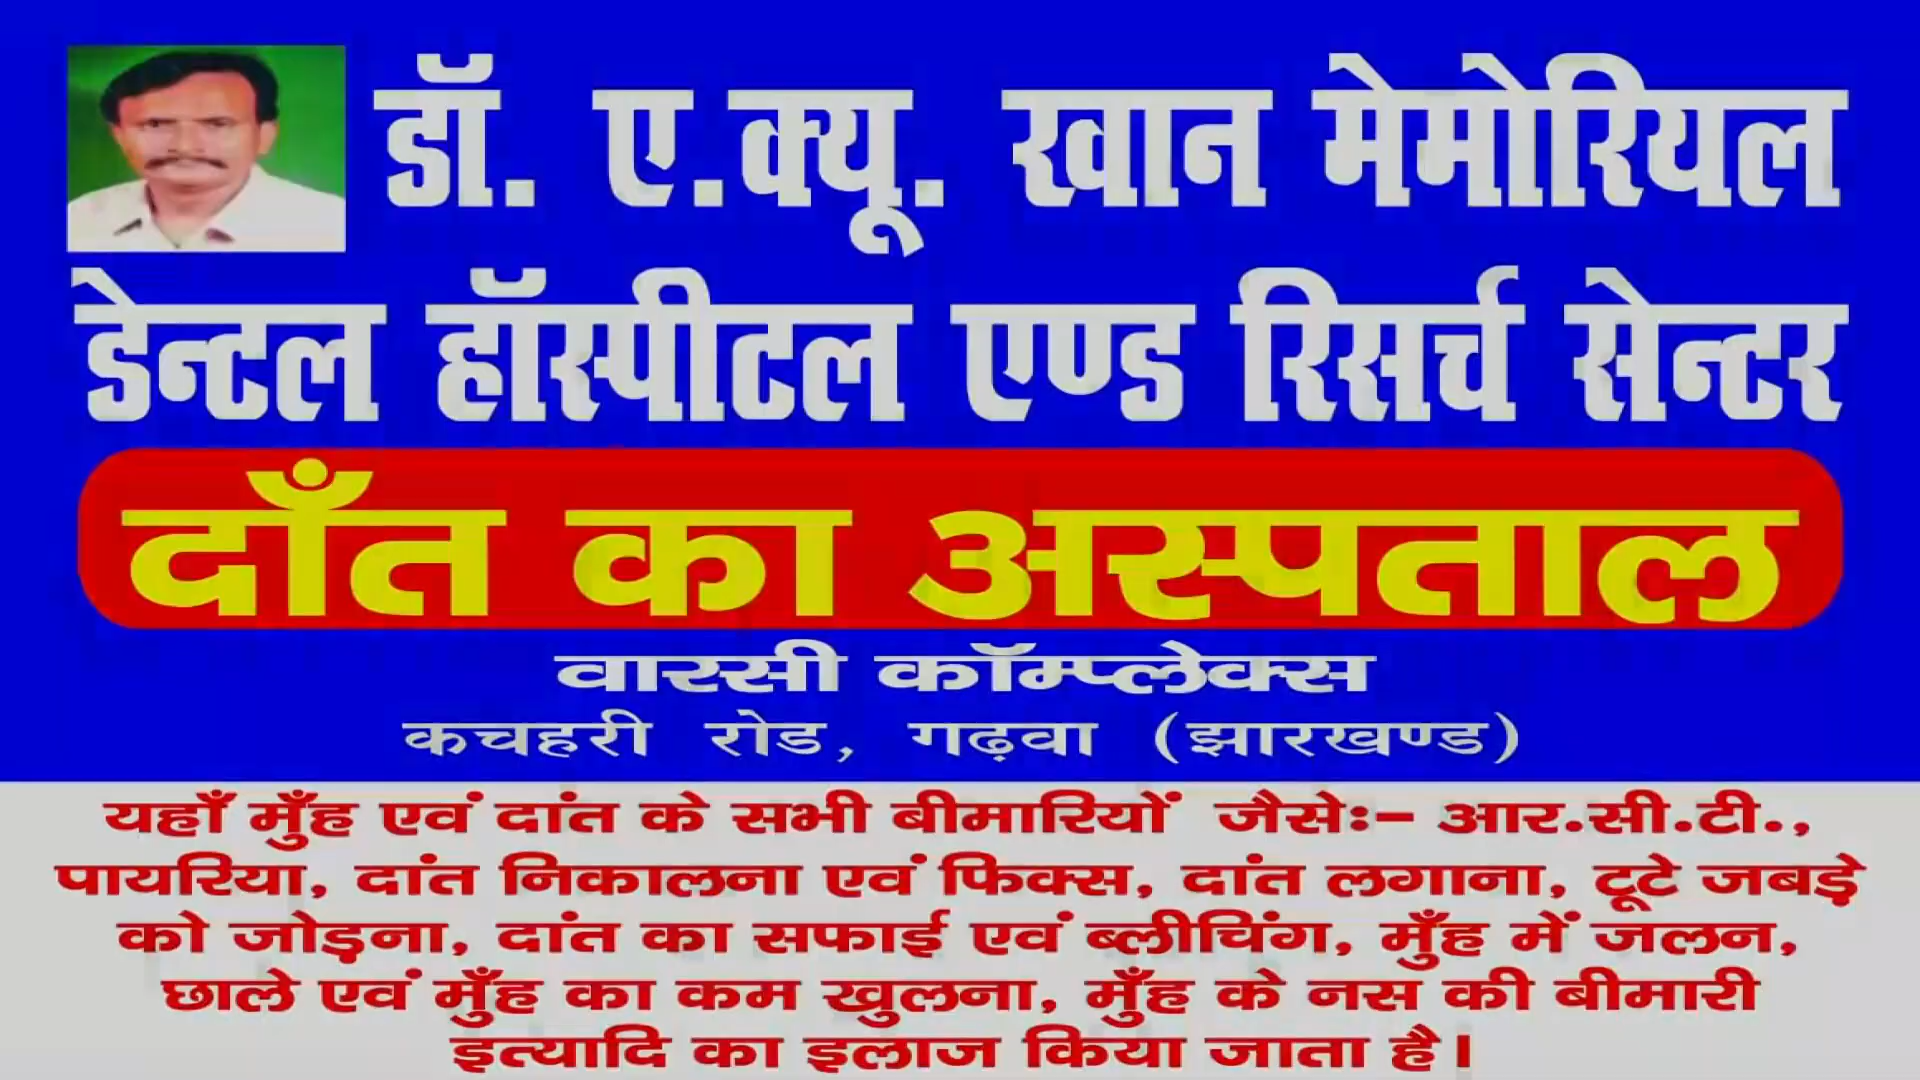 डॉ. ए.क्यू. खान मेमोरियल
डेन्टल हॉस्पीटल एण्ड रिसर्च सेन्टर
दाँत का अस्पताल
वारसी कॉम्प्लेक्स
कचहरी रोड, गढ़वा (झारखण्ड)
यहाँ मुँह एवं दांत के सभी बीमारियों जैसेः- आर.सी.टी.,
पायरिया, दांत निकालना एवं फिक्स, दांत लगाना, टूटे जबड़े
को जोड़ना, दांत का सफाई एवं ब्लीचिंग, मुँह में जलन,
छाले एवं मुँह का कम खुलना, मुँह के नस की बीमारी
इत्यादि का इलाज किया जाता है।